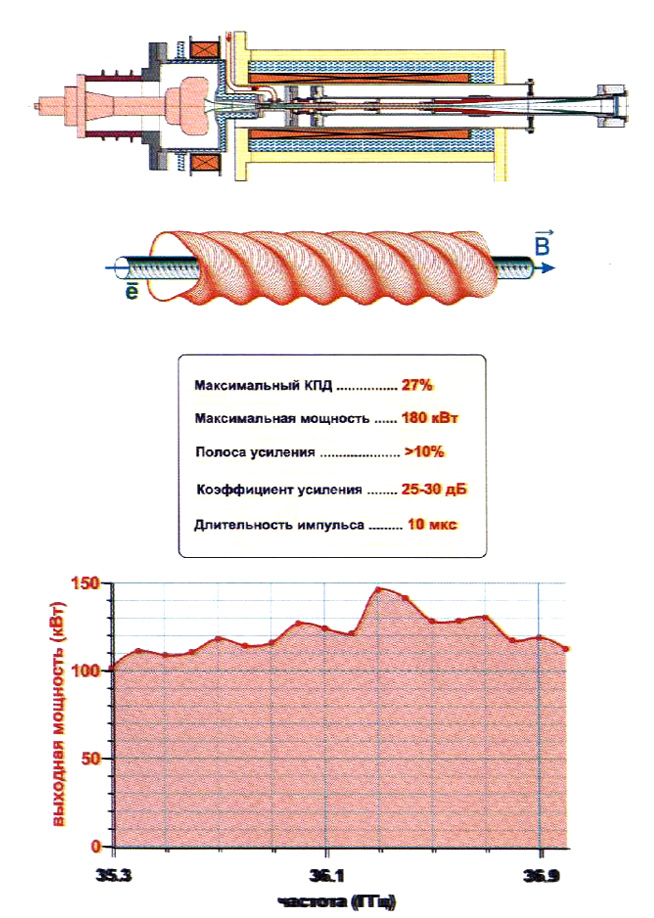 B
e
Максимальный КПД ................ 27%
Максимальная мощность ...... 180 кВт
Полоса усиления ..................... >10%
Коэффициент усиления ........ 25-30 дБ
Длительность импульса ......... 10 мкс
выходная мощность (кВт)
150
100
50
0
35.3
36.1
36.9
частота (ГГц)